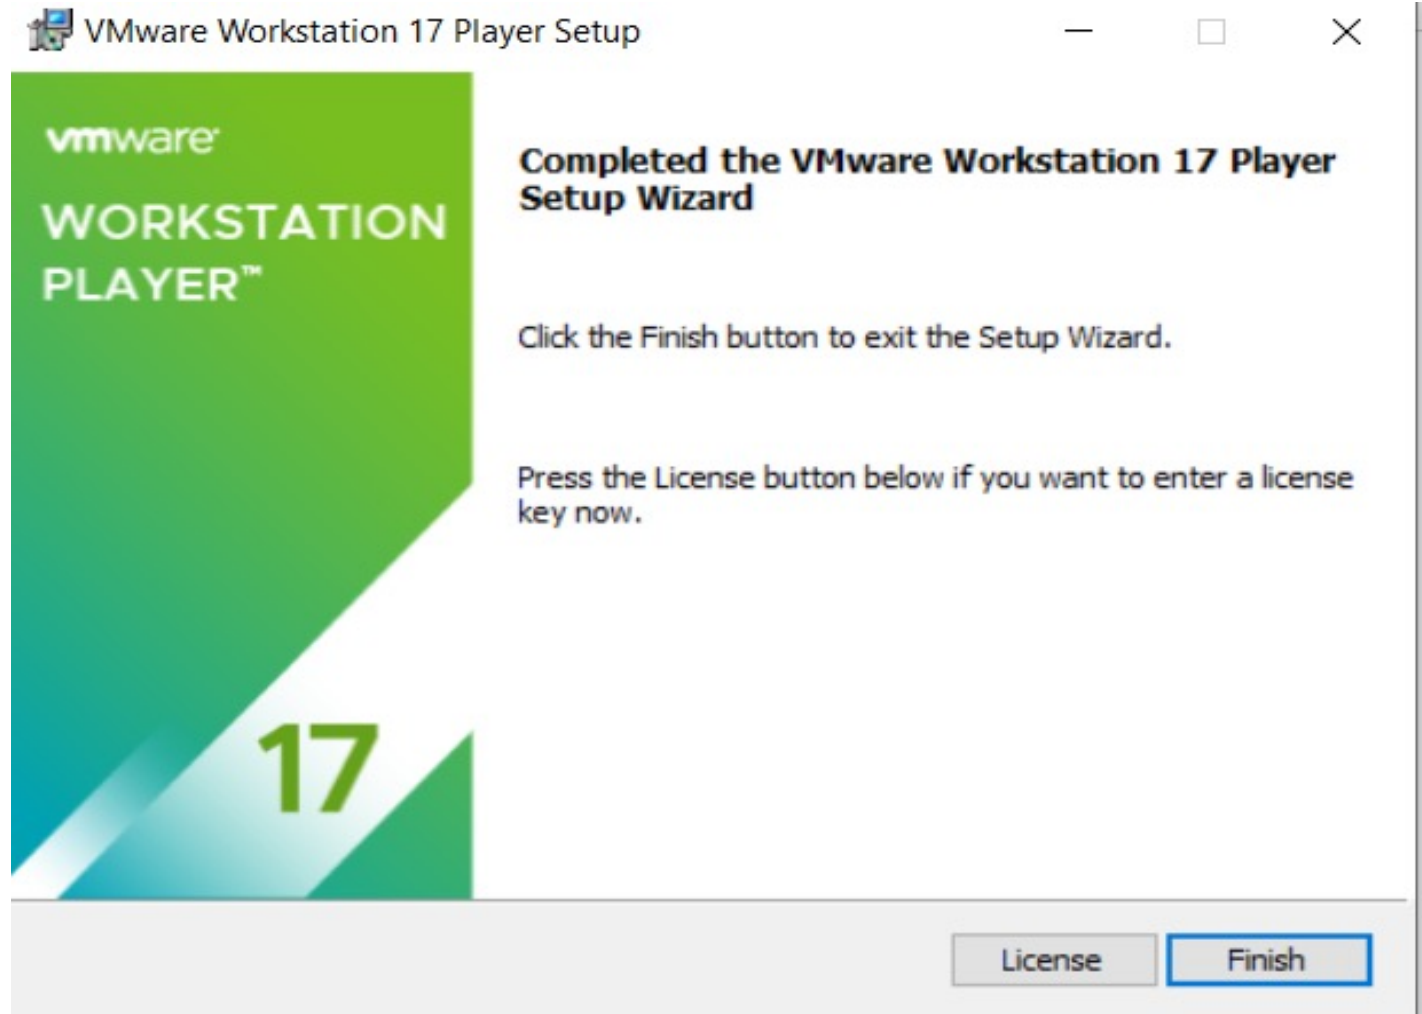 VMware Workstation 17 Player Setup
vmware
WORKSTATION
PLAYER™
Completed the VMware Workstation 17 Player
Setup Wizard
Click the Finish button to exit the Setup Wizard.
Press the License button below if you want to enter a license
key now.
17
License
Finish